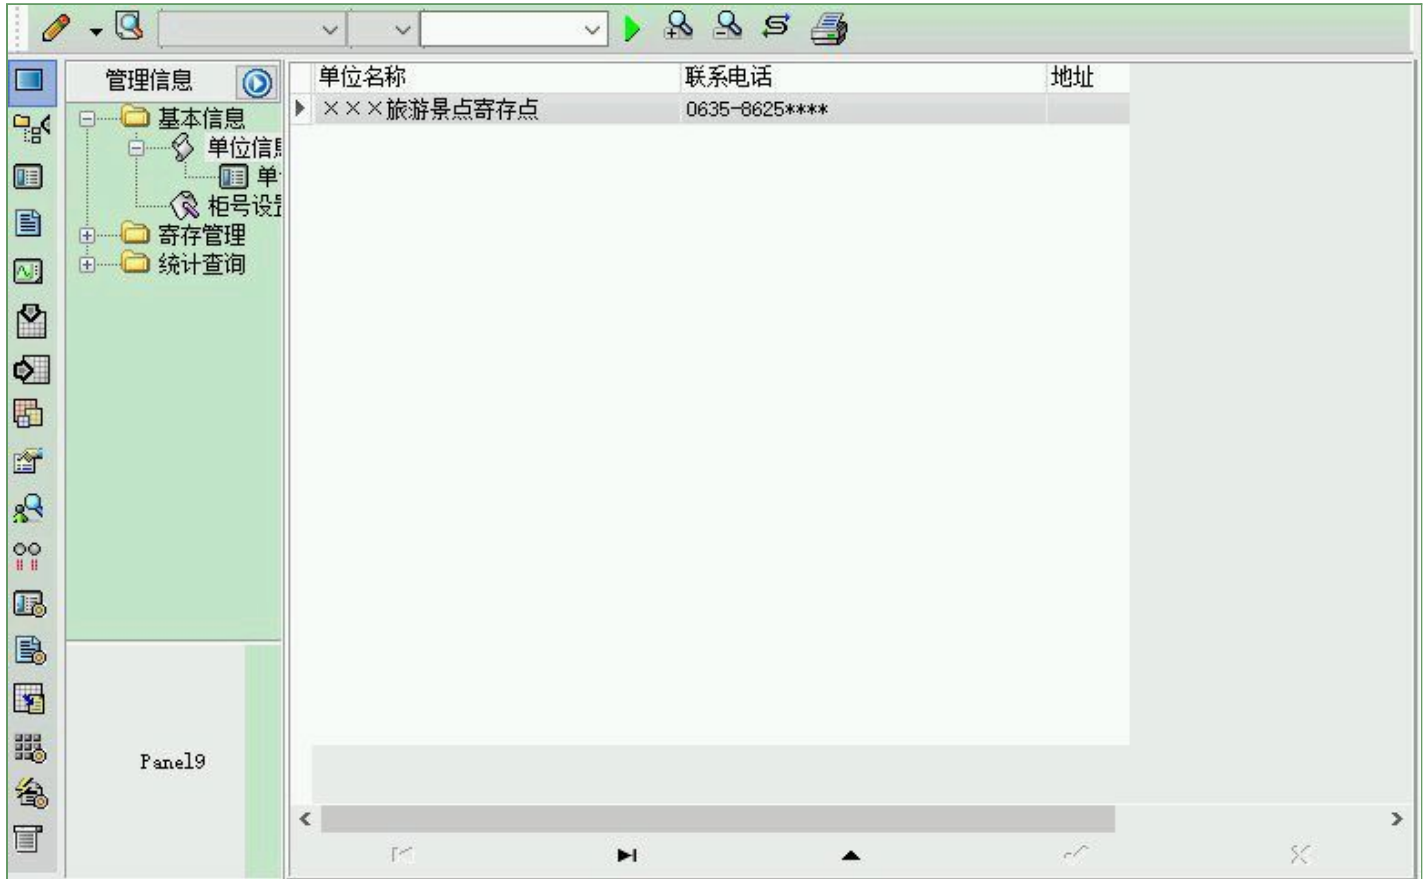 管理信息
单位名称 联系电话 地址
×××旅游景点寄存点 0635-8625****
基本信息
单位信息
单
柜号设置
寄存管理
统计查询
Panel9